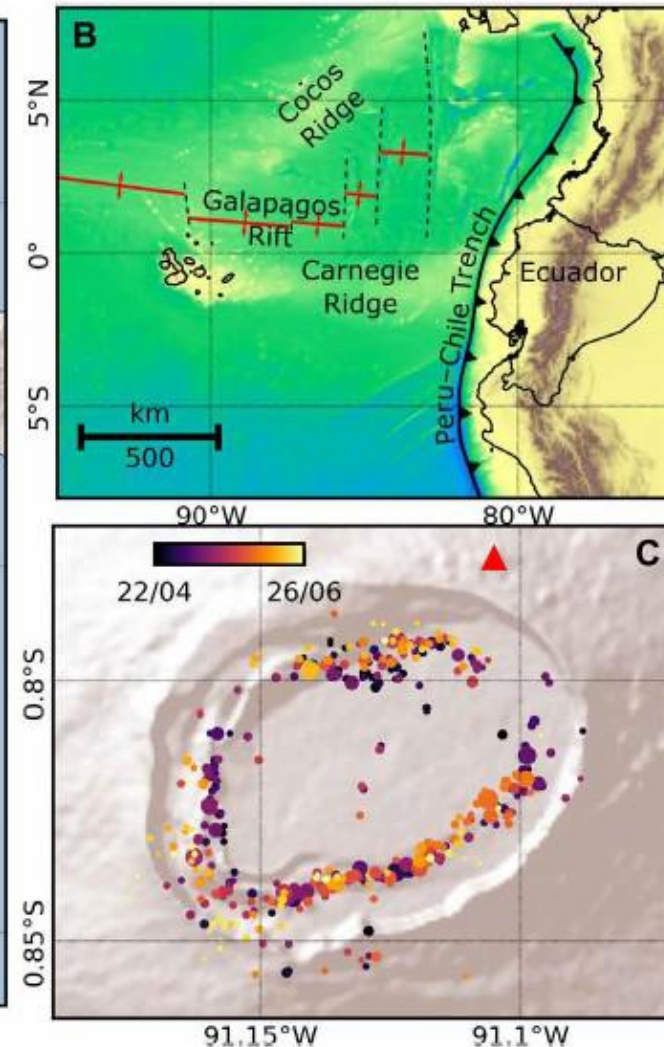 B
5°N
0°
5°S
Cocos
Ridge
Galapagos
Rift
Carnegie
Ridge
Peru-Chile Trench
Ecuador
km
500
90°W
80°W
C
22/04
26/06
0.8°S
0.85°S
91.15°W
91.1°W